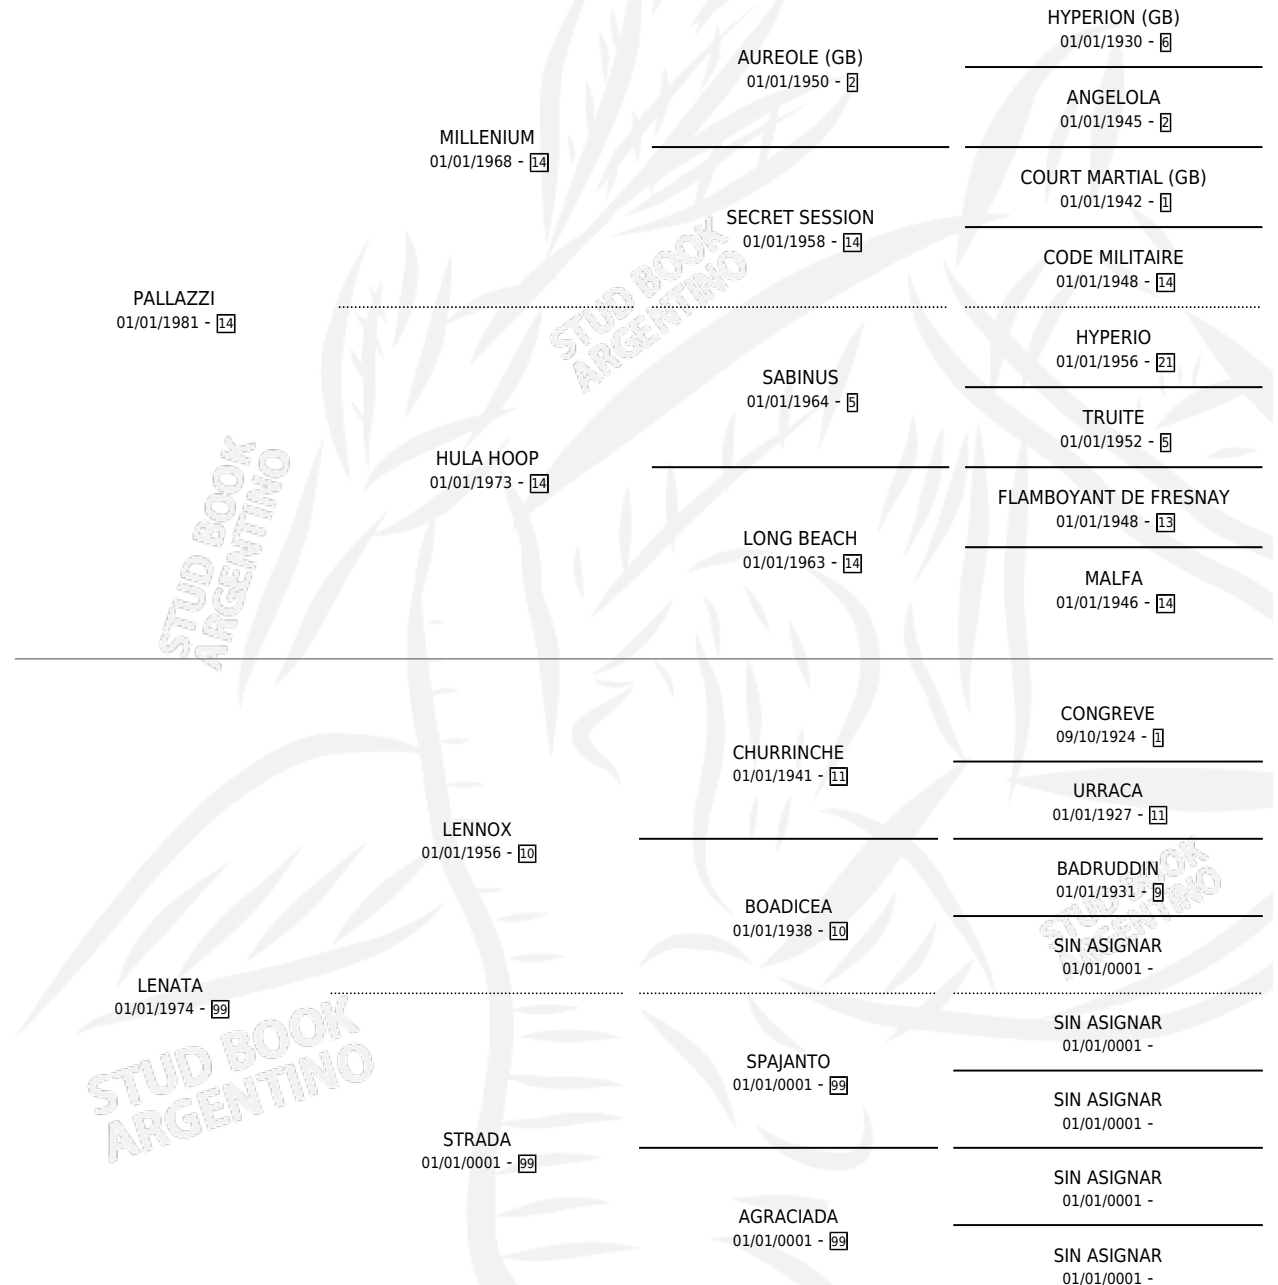 HYPERION (GB)
01/01/1930 - 6
AUREOLE (GB)
01/01/1950 - 2
ANGELOLA
01/01/1945 - 2
MILLENIUM
01/01/1968 - 14
COURT MARTIAL (GB)
01/01/1942 - 1
SECRET SESSION
01/01/1958 - 14
CODE MILITAIRE
01/01/1948 - 14
PALLAZZI
01/01/1981 - 14
HYPERIO
01/01/1956 - 21
SABINUS
01/01/1964 - 5
TRUITE
01/01/1952 - 5
HULA HOOP
01/01/1973 - 14
FLAMBOYANT DE FRESNAY
01/01/1948 - 13
LONG BEACH
01/01/1963 - 14
MALFA
01/01/1946 - 14
CONGREVE
09/10/1924 - 1
CHURRINCHE
01/01/1941 - 11
URRACA
01/01/1927 - 11
LENNOX
01/01/1956 - 10
BADRUDDIN
01/01/1931 - 9
BOADICEA
01/01/1938 - 10
SIN ASIGNAR
01/01/0001 -
LENATA
01/01/1974 - 99
SIN ASIGNAR
01/01/0001 -
SPAJANTO
01/01/0001 - 99
SIN ASIGNAR
01/01/0001 -
STRADA
01/01/0001 - 99
SIN ASIGNAR
01/01/0001 -
AGRACIADA
01/01/0001 - 99
SIN ASIGNAR
01/01/0001 -
STUD BOOK
ARGENTINO
STUD BOOK
ARGENTINO
STUD BOOK
ARGENTINO
STUD BOOK
ARGENTINO